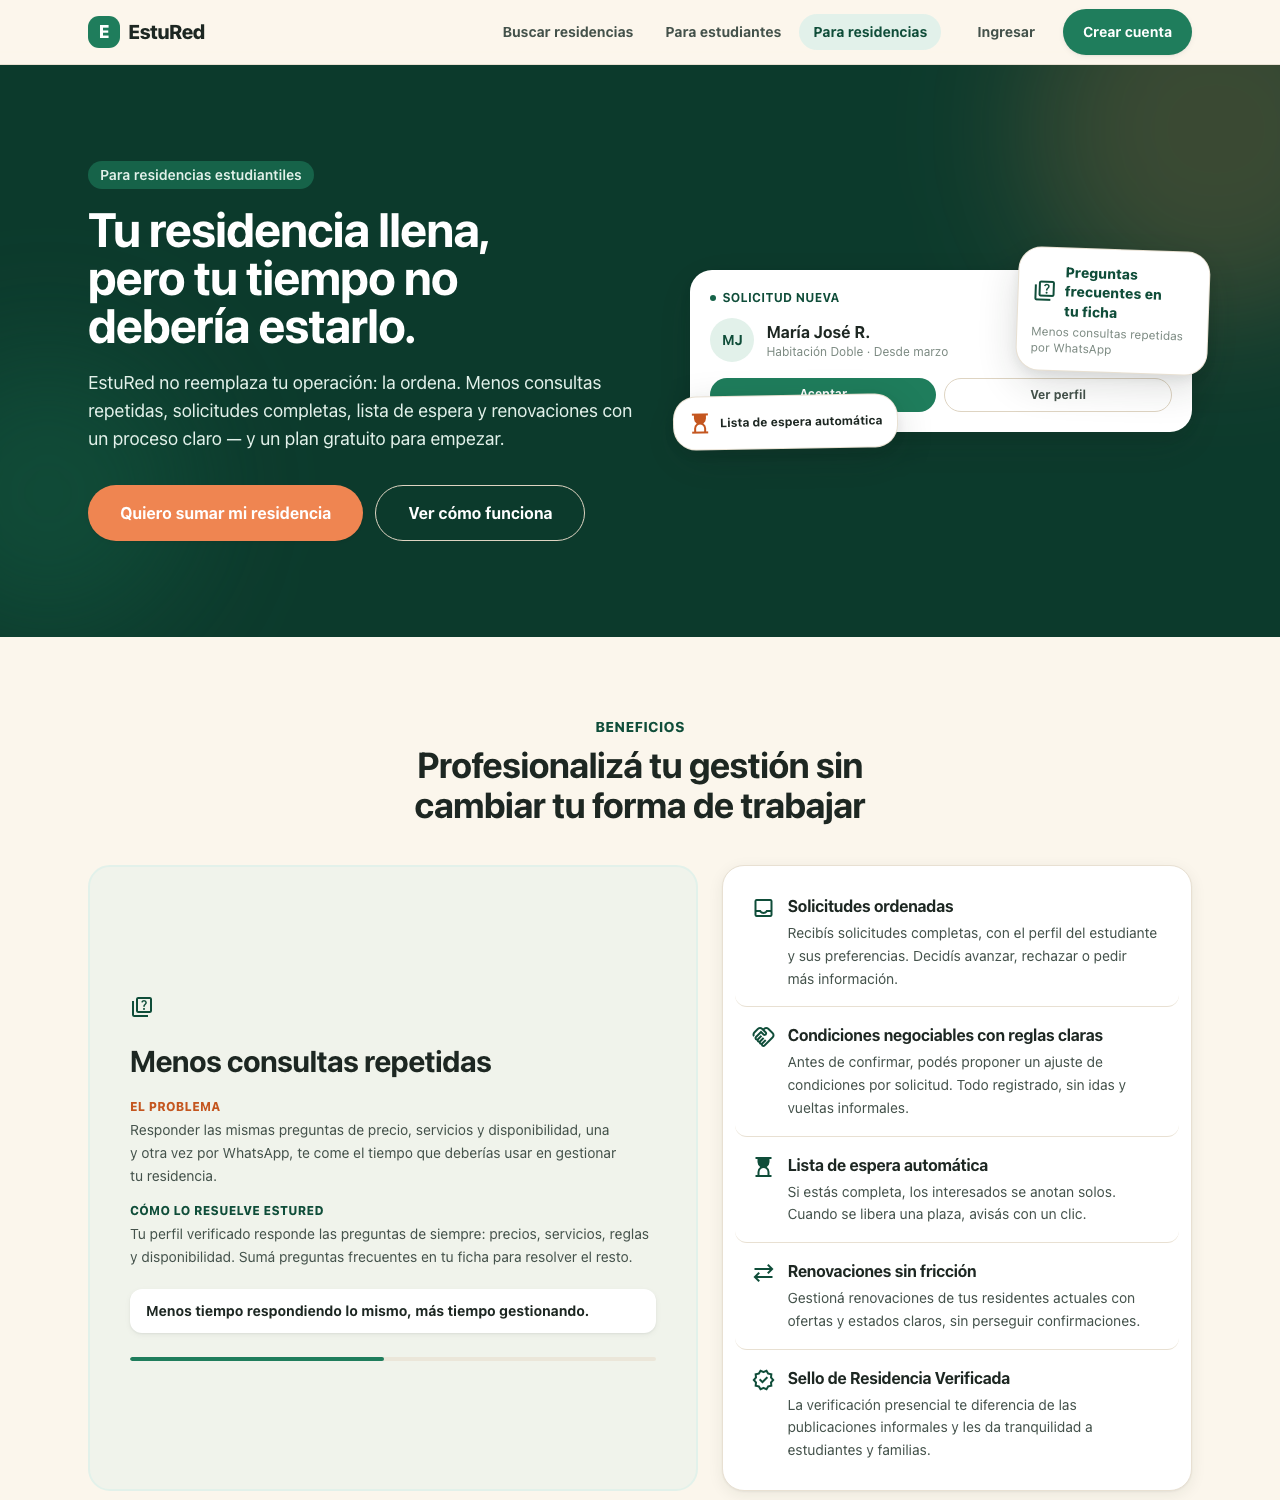 E EstuRed
Buscar residencias
Para estudiantes
Para residencias
Ingresar
Crear cuenta
Para residencias estudiantiles
Tu residencia llena,
pero tu tiempo no
debería estarlo.
EstuRed no reemplaza tu operación: la ordena. Menos consultas
repetidas, solicitudes completas, lista de espera y renovaciones con
un proceso claro — y un plan gratuito para empezar.
Quiero sumar mi residencia
Ver cómo funciona
SOLICITUD NUEVA
MJ
María José R.
Habitación Doble · Desde marzo
Aceptar
Ver perfil
Preguntas
frecuentes en
tu ficha
Menos consultas repetidas
por WhatsApp
Lista de espera automática
BENEFICIOS
Profesionalizá tu gestión sin
cambiar tu forma de trabajar
Menos consultas repetidas
EL PROBLEMA
Responder las mismas preguntas de precio, servicios y disponibilidad, una
y otra vez por WhatsApp, te come el tiempo que deberías usar en gestionar
tu residencia.
CÓMO LO RESUELVE ESTURED
Tu perfil verificado responde las preguntas de siempre: precios, servicios, reglas
y disponibilidad. Sumá preguntas frecuentes en tu ficha para resolver el resto.
Menos tiempo respondiendo lo mismo, más tiempo gestionando.
Solicitudes ordenadas
Recibís solicitudes completas, con el perfil del estudiante
y sus preferencias. Decidís avanzar, rechazar o pedir
más información.
Condiciones negociables con reglas claras
Antes de confirmar, podés proponer un ajuste de
condiciones por solicitud. Todo registrado, sin idas y
vueltas informales.
Lista de espera automática
Si estás completa, los interesados se anotan solos.
Cuando se libera una plaza, avisás con un clic.
Renovaciones sin fricción
Gestioná renovaciones de tus residentes actuales con
ofertas y estados claros, sin perseguir confirmaciones.
Sello de Residencia Verificada
La verificación presencial te diferencia de las
publicaciones informales y les da tranquilidad a
estudiantes y familias.